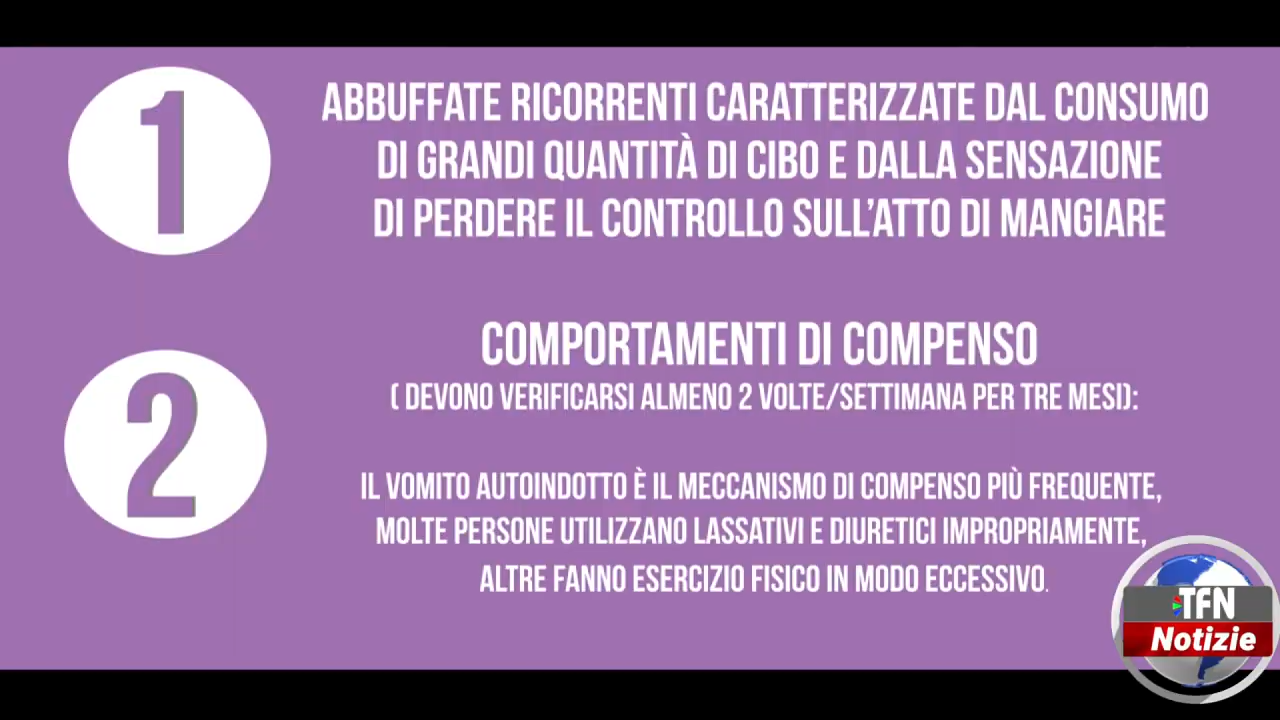 1
ABBUFFATE RICORRENTI CARATTERIZZATE DAL CONSUMO
DI GRANDI QUANTITÀ DI CIBO E DALLA SENSAZIONE
DI PERDERE IL CONTROLLO SULL'ATTO DI MANGIARE
2
COMPORTAMENTI DI COMPENSO
( DEVONO VERIFICARSI ALMENO 2 VOLTE/SETTIMANA PER TRE MESI):
IL VOMITO AUTOINDOTTO È IL MECCANISMO DI COMPENSO PIÙ FREQUENTE,
MOLTE PERSONE UTILIZZANO LASSATIVI E DIURETICI IMPROPRIAMENTE,
ALTRE FANNO ESERCIZIO FISICO IN MODO ECCESSIVO.
TFN
Notizie